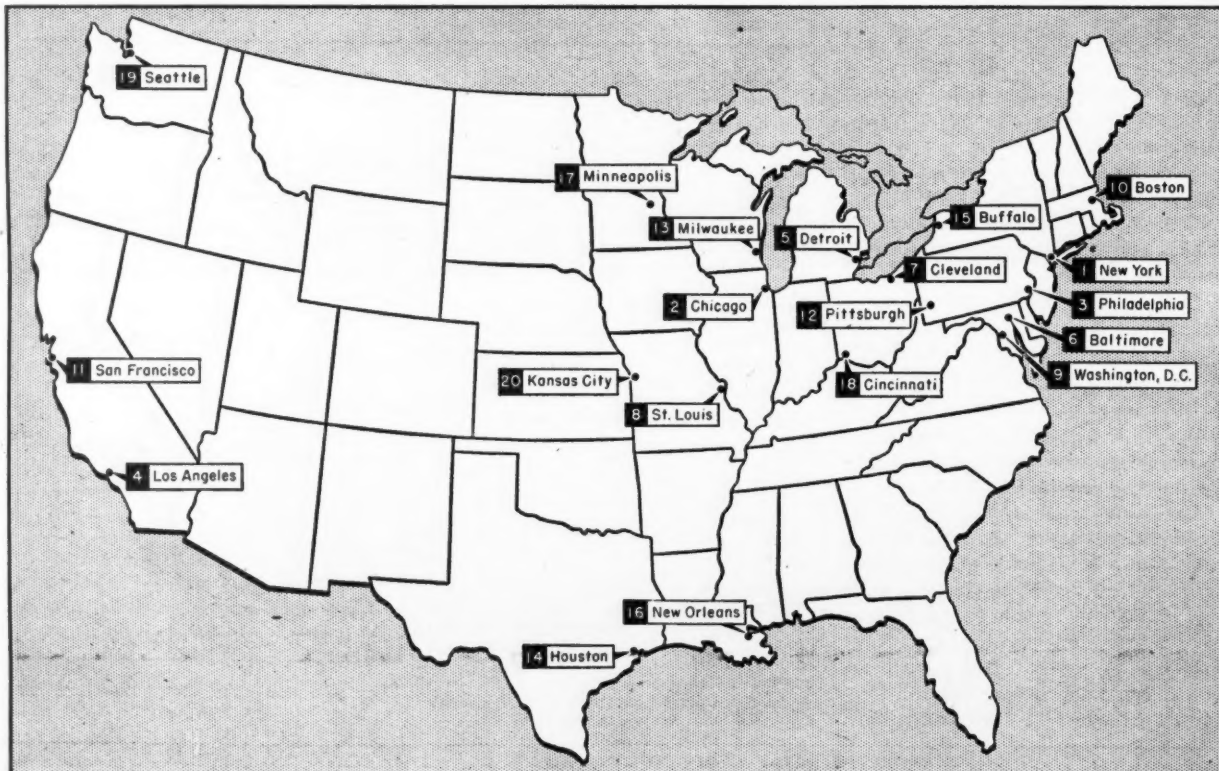 19 Seattle
17 Minneapolis
10 Boston
13 Milwaukee
5 Detroit
15 Buffalo
7 Cleveland
1 New York
2 Chicago
12 Pittsburgh
3 Philadelphia
6 Baltimore
11 San Francisco
20 Kansas City
18 Cincinnati
9 Washington, D.C.
8 St. Louis
4 Los Angeles
16 New Orleans
14 Houston